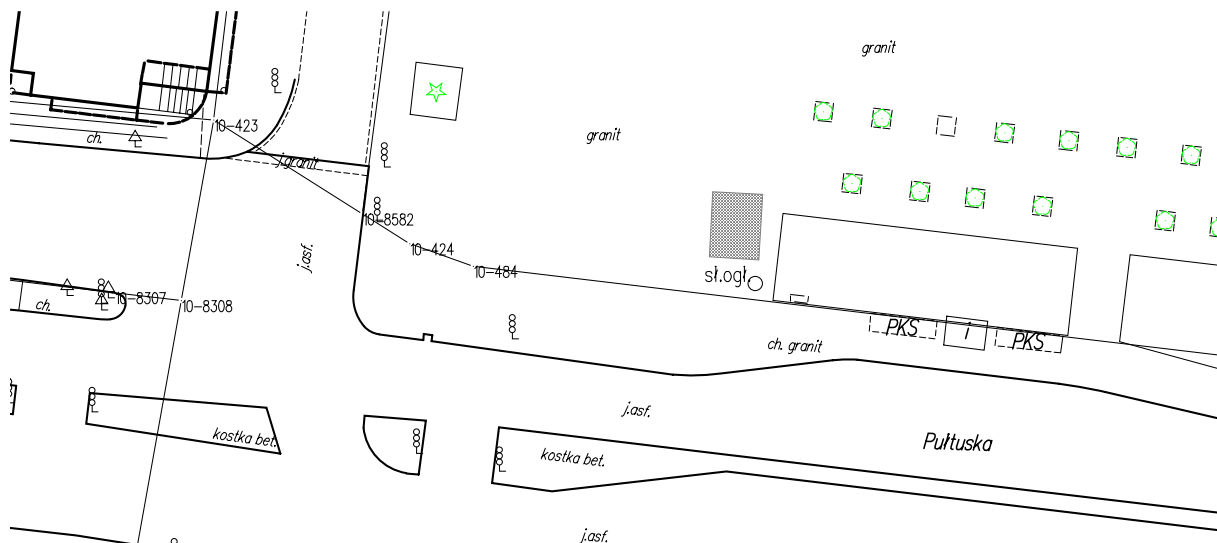 granit
10-423
granit
ch.
j.granit
10-8582
10-424
j.asf.
10-484
sł.ogł.
10-8307
10-8308
ch.
PKS
i
PKS
ch. granit
j.asf.
kostka bet.
Pułtuska
kostka bet.
j.asf.